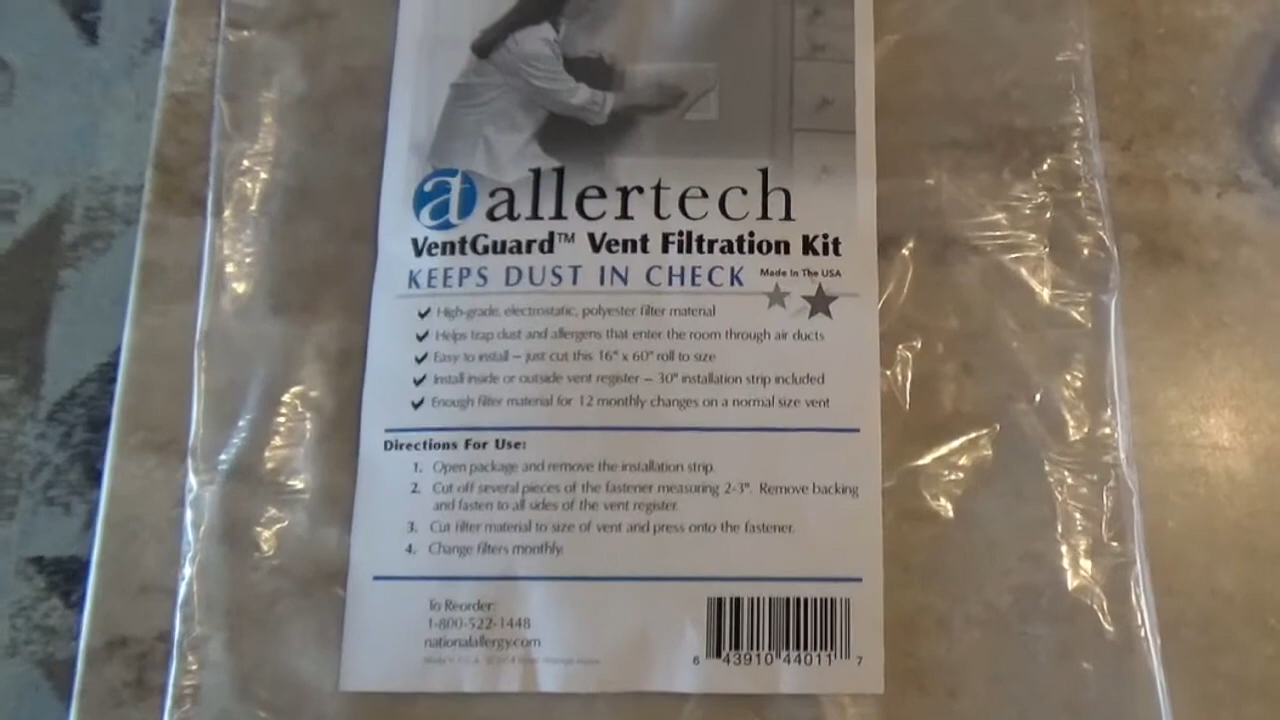 a allertech
VentGuard™ Vent Filtration Kit
KEEPS DUST IN CHECK
Made In The USA
✓ High-grade, electrostatic, polyester filter material
✓ Helps trap dust and allergens that enter the room through air ducts
✓ Easy to install – just cut this 16" x 60" roll to size
✓ Install inside or outside vent register – 30" installation strip included
✓ Enough filter material for 12 monthly changes on a normal size vent
Directions For Use:
1. Open package and remove the installation strip.
2. Cut off several pieces of the fastener measuring 2-3". Remove backing
and fasten to all sides of the vent register.
3. Cut filter material to size of vent and press onto the fastener.
4. Change filters monthly.
To Reorder:
1-800-522-1448
nationalallergy.com
6 43910 44011 7